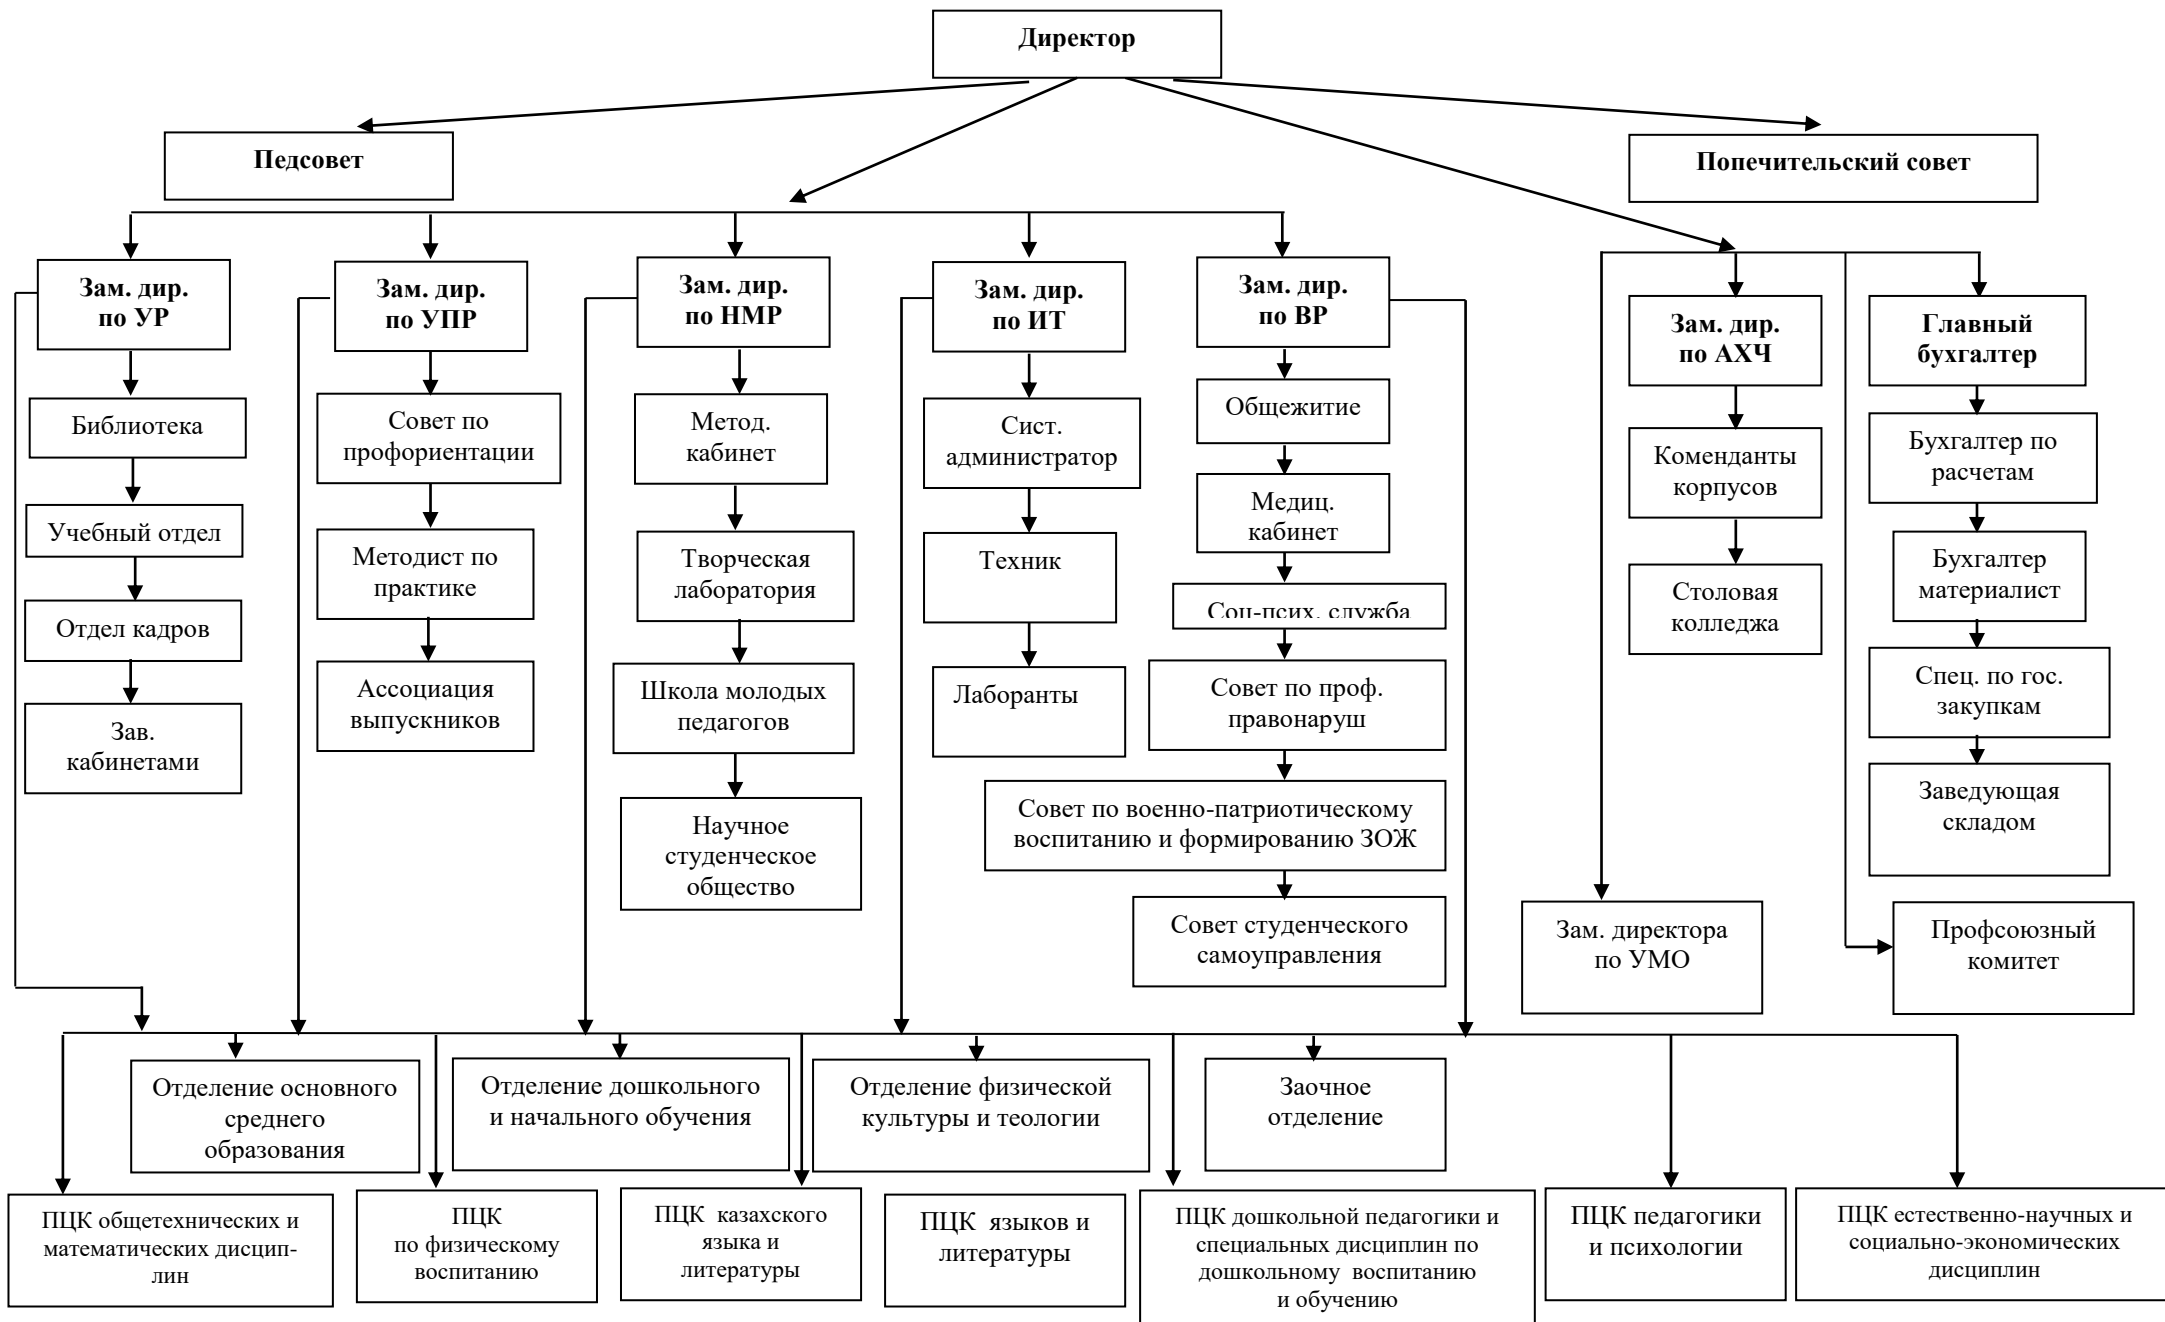 Директор
Педсовет
Попечительский совет
Зам. дир.
по УР
Зам. дир.
по УПР
Зам. дир.
по НМР
Зам. дир.
по ИТ
Зам. дир.
по ВР
Зам. дир.
по АХЧ
Главный
бухгалтер
Библиотека
Учебный отдел
Отдел кадров
Зав.
кабинетами
Совет по
профориентации
Методист по
практике
Ассоциация
выпускников
Метод.
кабинет
Творческая
лаборатория
Школа молодых
педагогов
Научное
студенческое
общество
Сист.
администратор
Техник
Лаборанты
Общежитие
Медиц.
кабинет
Соц-псих. служба
Совет по проф.
правонаруш
Совет по военно-патриотическому
воспитанию и формированию ЗОЖ
Совет студенческого
самоуправления
Коменданты
корпусов
Столовая
колледжа
Бухгалтер по
расчетам
Бухгалтер
материалист
Спец. по гос.
закупкам
Заведующая
складом
Зам. директора
по УМО
Профсоюзный
комитет
Отделение основного
среднего
образования
Отделение дошкольного
и начального обучения
Отделение физической
культуры и теологии
Заочное
отделение
ПЦК общетехнических и
математических дисцип-
лин
ПЦК
по физическому
воспитанию
ПЦК казахского
языка и
литературы
ПЦК языков и
литературы
ПЦК дошкольной педагогики и
специальных дисциплин по
дошкольному воспитанию
и обучению
ПЦК педагогики
и психологии
ПЦК естественно-научных и
социально-экономических
дисциплин